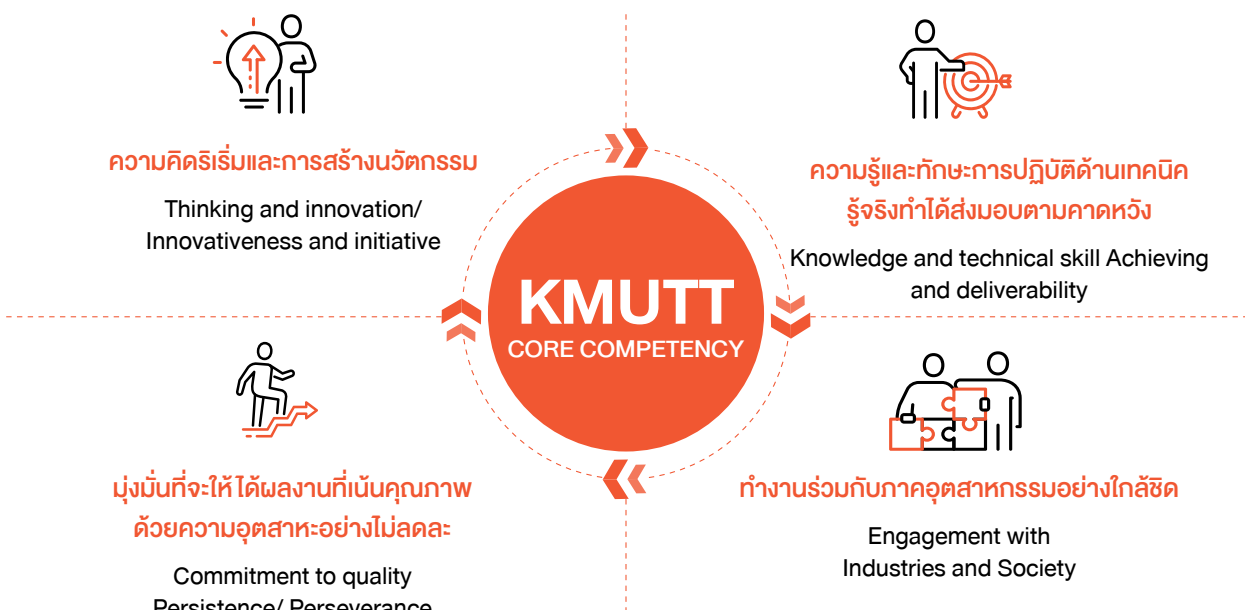 ความคิดริเริ่มและการสร้างนวัตกรรม
Thinking and innovation/
Innovativeness and initiative
ความรู้และทักษะการปฏิบัติด้านเทคนิค
รู้จริงทำได้ส่งมอบตามคาดหวัง
Knowledge and technical skill Achieving
and deliverability
KMUTT
CORE COMPETENCY
มุ่งมั่นที่จะให้ได้ผลงานที่เน้นคุณภาพ
ด้วยความอุตสาหะอย่างไม่ลดละ
Commitment to quality
Persistence/ Perseverance
ทำงานร่วมกับภาคอุตสาหกรรมอย่างใกล้ชิด
Engagement with
Industries and Society